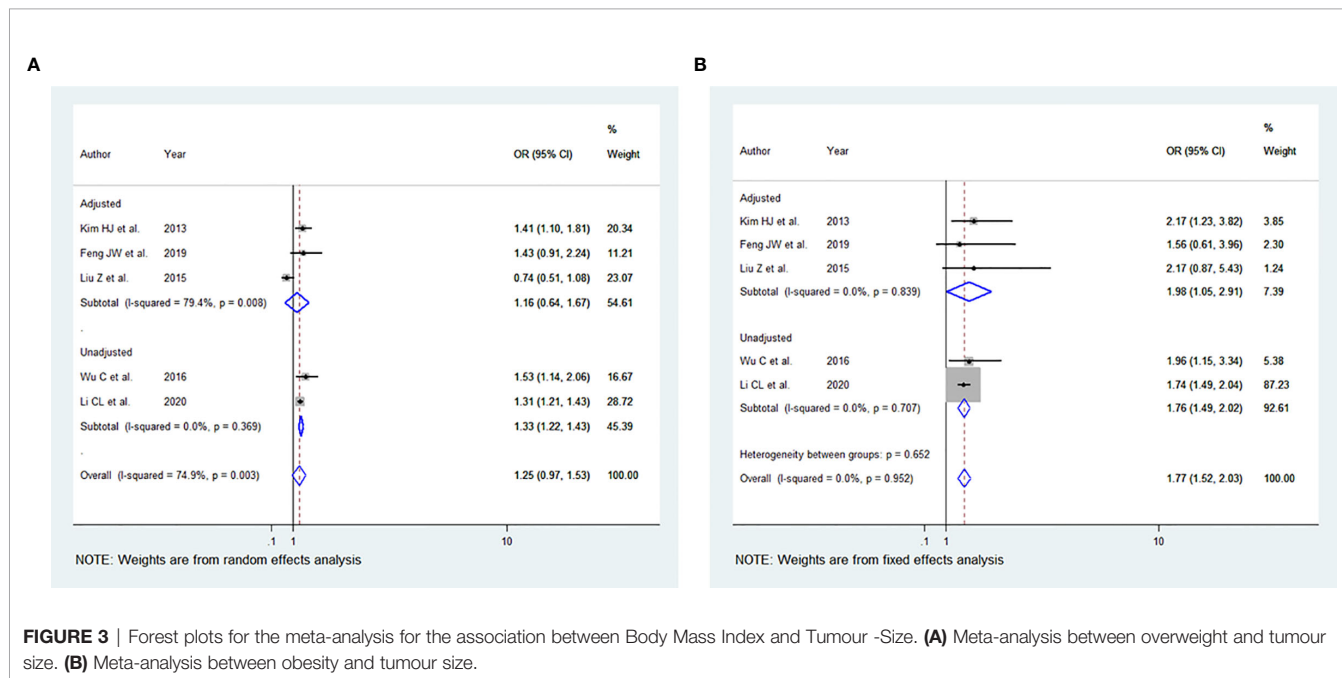 A
%
Author Year OR (95% CI) Weight
Adjusted
Kim HJ et al. 2013 1.41 (1.10, 1.81) 20.34
Feng JW et al. 2019 1.43 (0.91, 2.24) 11.21
Liu Z et al. 2015 0.74 (0.51, 1.08) 23.07
Subtotal (I-squared = 79.4%, p = 0.008) 1.16 (0.64, 1.67) 54.61
.
Unadjusted
Wu C et al. 2016 1.53 (1.14, 2.06) 16.67
Li CL et al. 2020 1.31 (1.21, 1.43) 28.72
Subtotal (I-squared = 0.0%, p = 0.369) 1.33 (1.22, 1.43) 45.39
.
Overall (I-squared = 74.9%, p = 0.003) 1.25 (0.97, 1.53) 100.00
.1 1 10
NOTE: Weights are from random effects analysis
B
%
Author Year OR (95% CI) Weight
Adjusted
Kim HJ et al. 2013 2.17 (1.23, 3.82) 3.85
Feng JW et al. 2019 1.56 (0.61, 3.96) 2.30
Liu Z et al. 2015 2.17 (0.87, 5.43) 1.24
Subtotal (I-squared = 0.0%, p = 0.839) 1.98 (1.05, 2.91) 7.39
.
Unadjusted
Wu C et al. 2016 1.96 (1.15, 3.34) 5.38
Li CL et al. 2020 1.74 (1.49, 2.04) 87.23
Subtotal (I-squared = 0.0%, p = 0.707) 1.76 (1.49, 2.02) 92.61
.
Heterogeneity between groups: p = 0.652
Overall (I-squared = 0.0%, p = 0.952) 1.77 (1.52, 2.03) 100.00
.1 1 10
NOTE: Weights are from fixed effects analysis
FIGURE 3 | Forest plots for the meta-analysis for the association between Body Mass Index and Tumour -Size. (A) Meta-analysis between overweight and tumour
size. (B) Meta-analysis between obesity and tumour size.